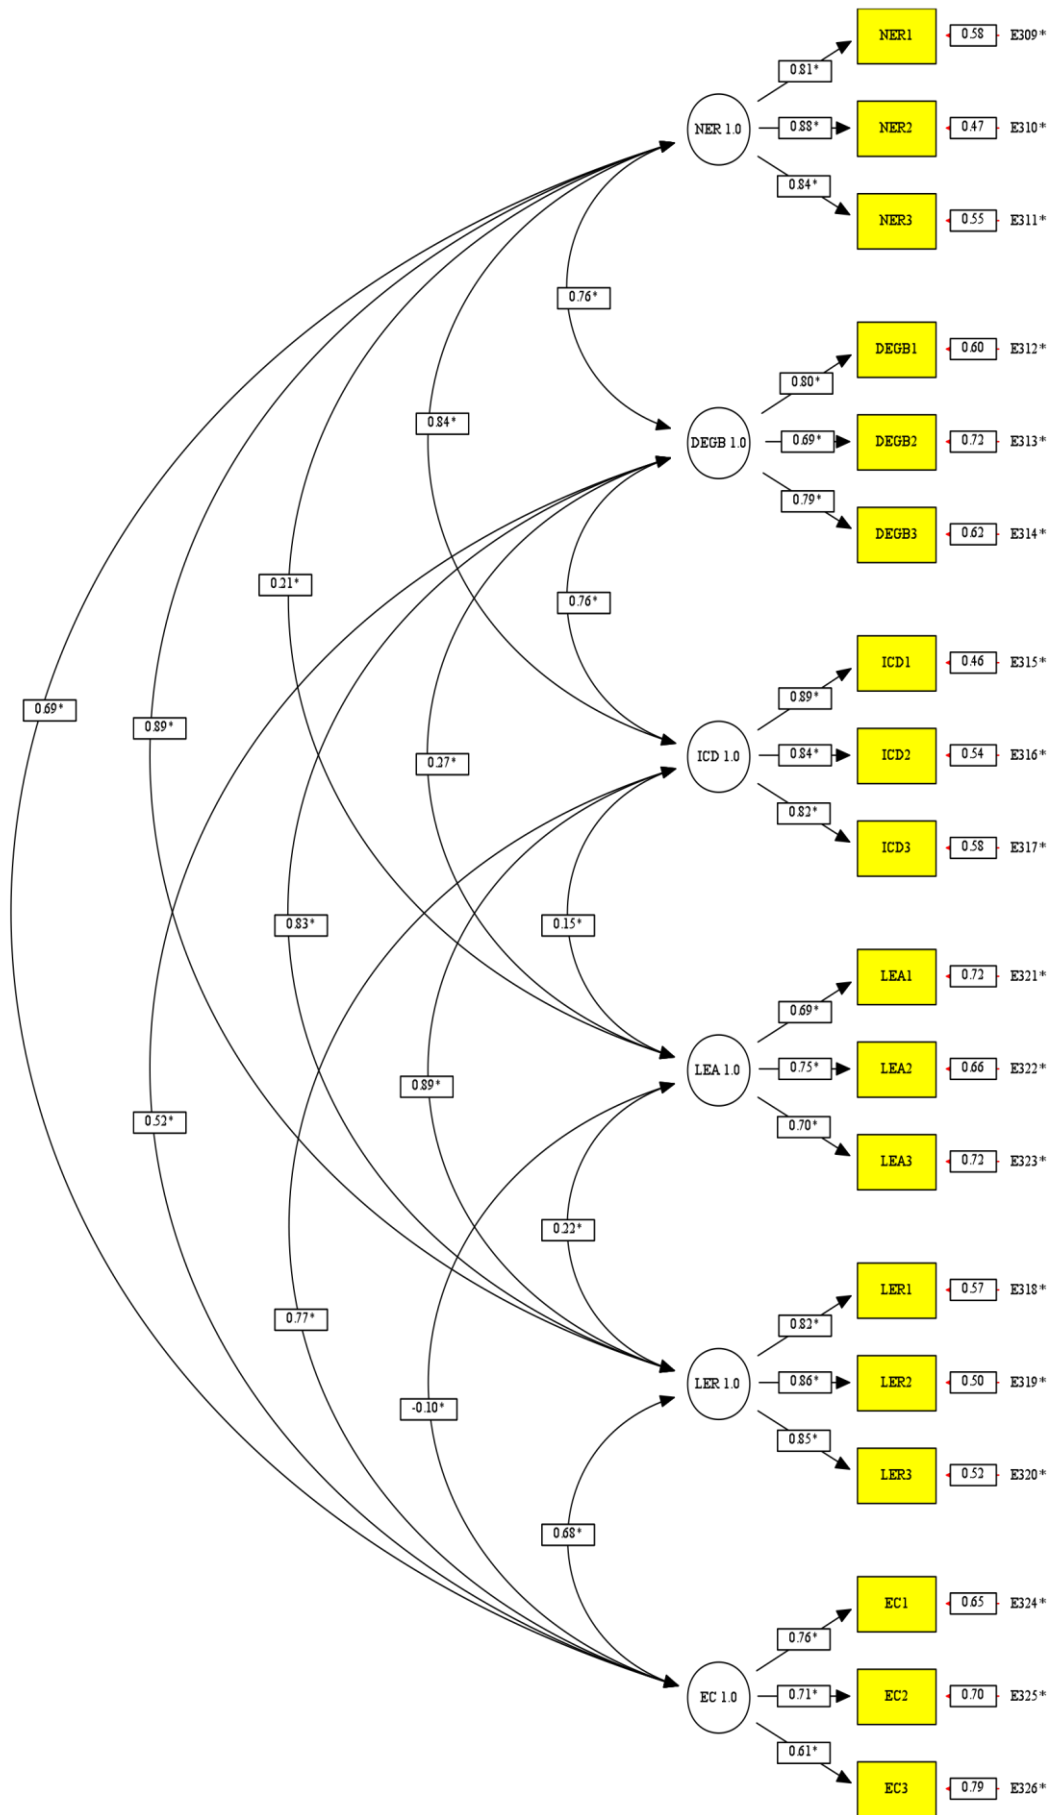 NER1 0.58 E309*
0.81*
NER 1.0 0.88* NER2 0.47 E310*
0.84*
NER3 0.55 E311*
0.76*
DEGB1 0.60 E312*
0.80*
0.84*
DEGB 1.0 0.69* DEGB2 0.72 E313*
0.79*
DEGB3 0.62 E314*
0.21*
0.76*
ICD1 0.46 E315*
0.89*
0.69*
0.89*
ICD 1.0 0.84* ICD2 0.54 E316*
0.27*
0.82*
ICD3 0.58 E317*
0.83*
0.15*
LEA1 0.72 E321*
0.69*
LEA 1.0 0.75* LEA2 0.66 E322*
0.89*
0.52*
0.70*
LEA3 0.72 E323*
0.22*
LER1 0.57 E318*
0.77*
0.82*
LER 1.0 0.86* LER2 0.50 E319*
-0.10*
0.85*
LER3 0.52 E320*
0.68*
EC1 0.65 E324*
0.76*
EC 1.0 0.71* EC2 0.70 E325*
0.61*
EC3 0.79 E326*